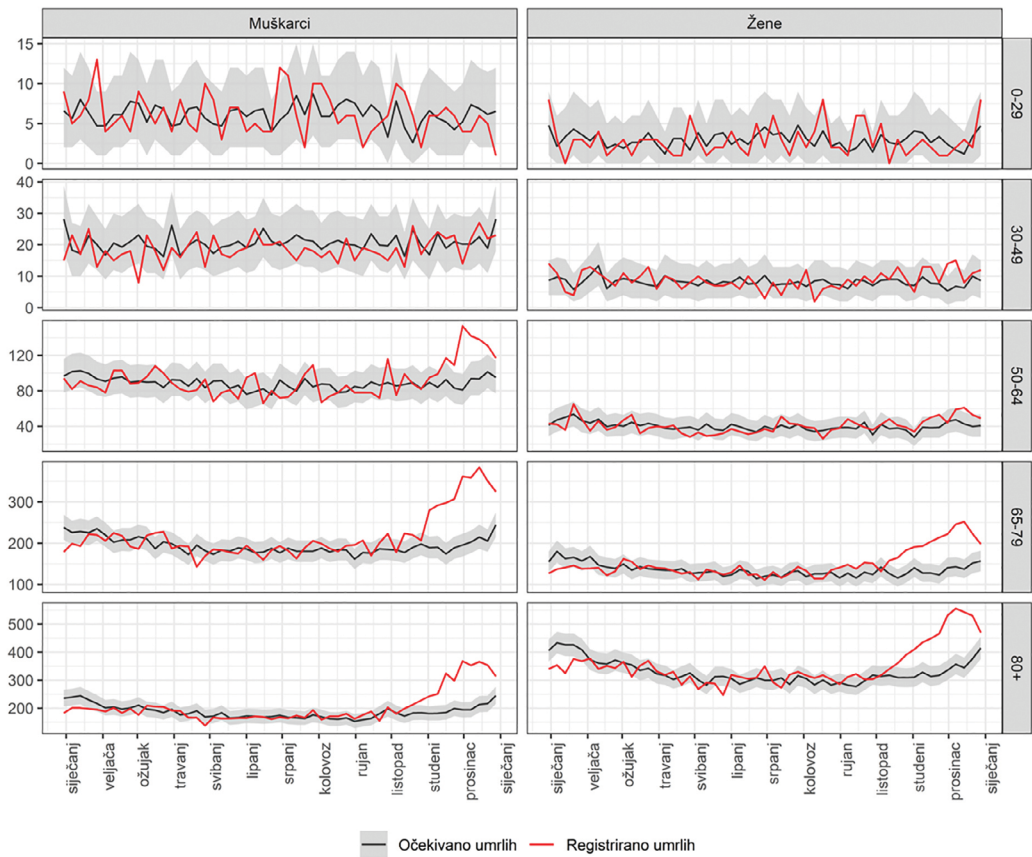 Muškarci
Žene
15
10
5
0
0-29
40
30
20
10
0
30-49
120
80
40
50-64
300
200
100
65-79
500
400
300
200
80+
siječanj
veljača
ožujak
travanj
svibanj
lipanj
srpanj
kolovoz
rujan
listopad
studeni
prosinac
siječanj
siječanj
veljača
ožujak
travanj
svibanj
lipanj
srpanj
kolovoz
rujan
listopad
studeni
prosinac
siječanj
Očekivano umrlih
Registrirano umrlih